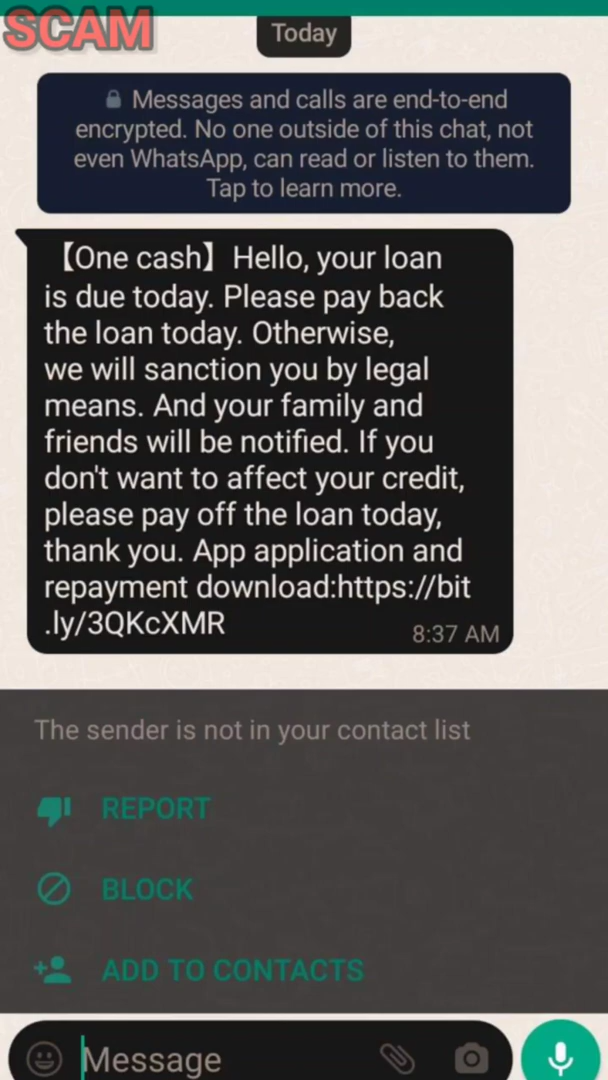 SCAM
Today
Messages and calls are end-to-end
encrypted. No one outside of this chat, not
even WhatsApp, can read or listen to them.
Tap to learn more.
【One cash】Hello, your loan
is due today. Please pay back
the loan today. Otherwise,
we will sanction you by legal
means. And your family and
friends will be notified. If you
don't want to affect your credit,
please pay off the loan today,
thank you. App application and
repayment download:https://bit
.ly/3QKcXMR
8:37 AM
The sender is not in your contact list
REPORT
BLOCK
ADD TO CONTACTS
Message